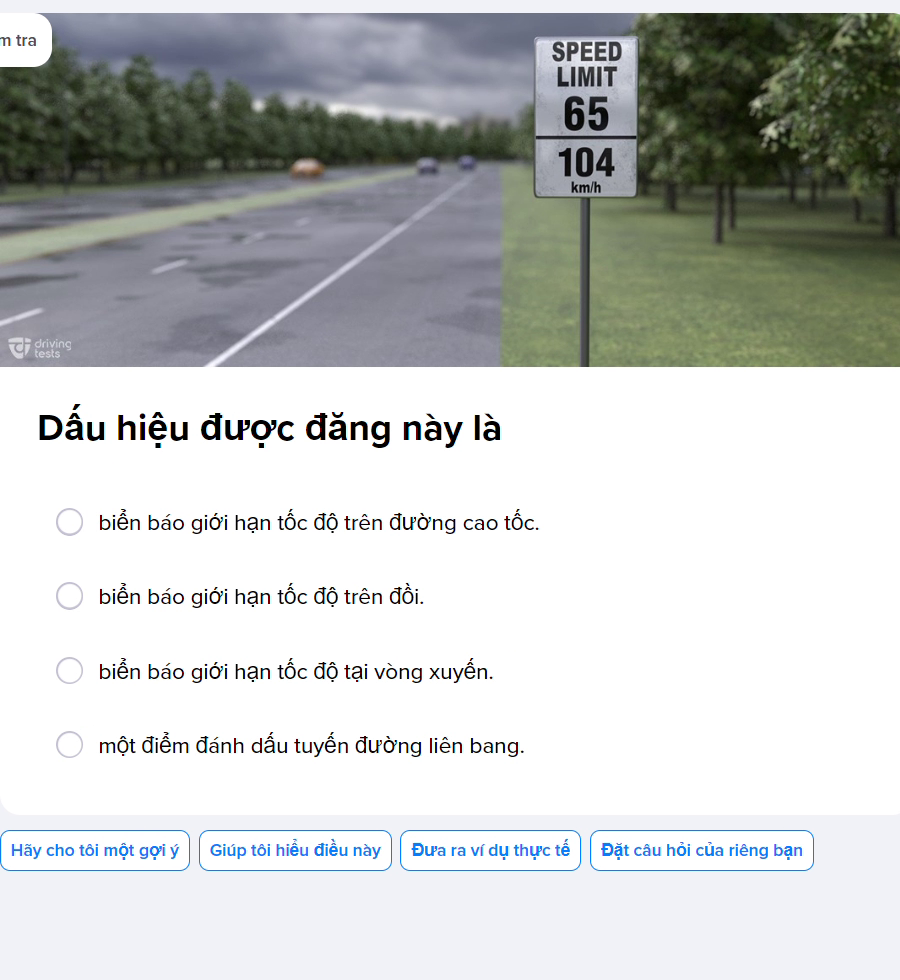 m tra
SPEED
LIMIT
65
104
km/h
driving
tests
Dấu hiệu được đăng này là
biển báo giới hạn tốc độ trên đường cao tốc.
biển báo giới hạn tốc độ trên đồi.
biển báo giới hạn tốc độ tại vòng xuyến.
một điểm đánh dấu tuyến đường liên bang.
Hãy cho tôi một gợi ý
Giúp tôi hiểu điều này
Đưa ra ví dụ thực tế
Đặt câu hỏi của riêng bạn